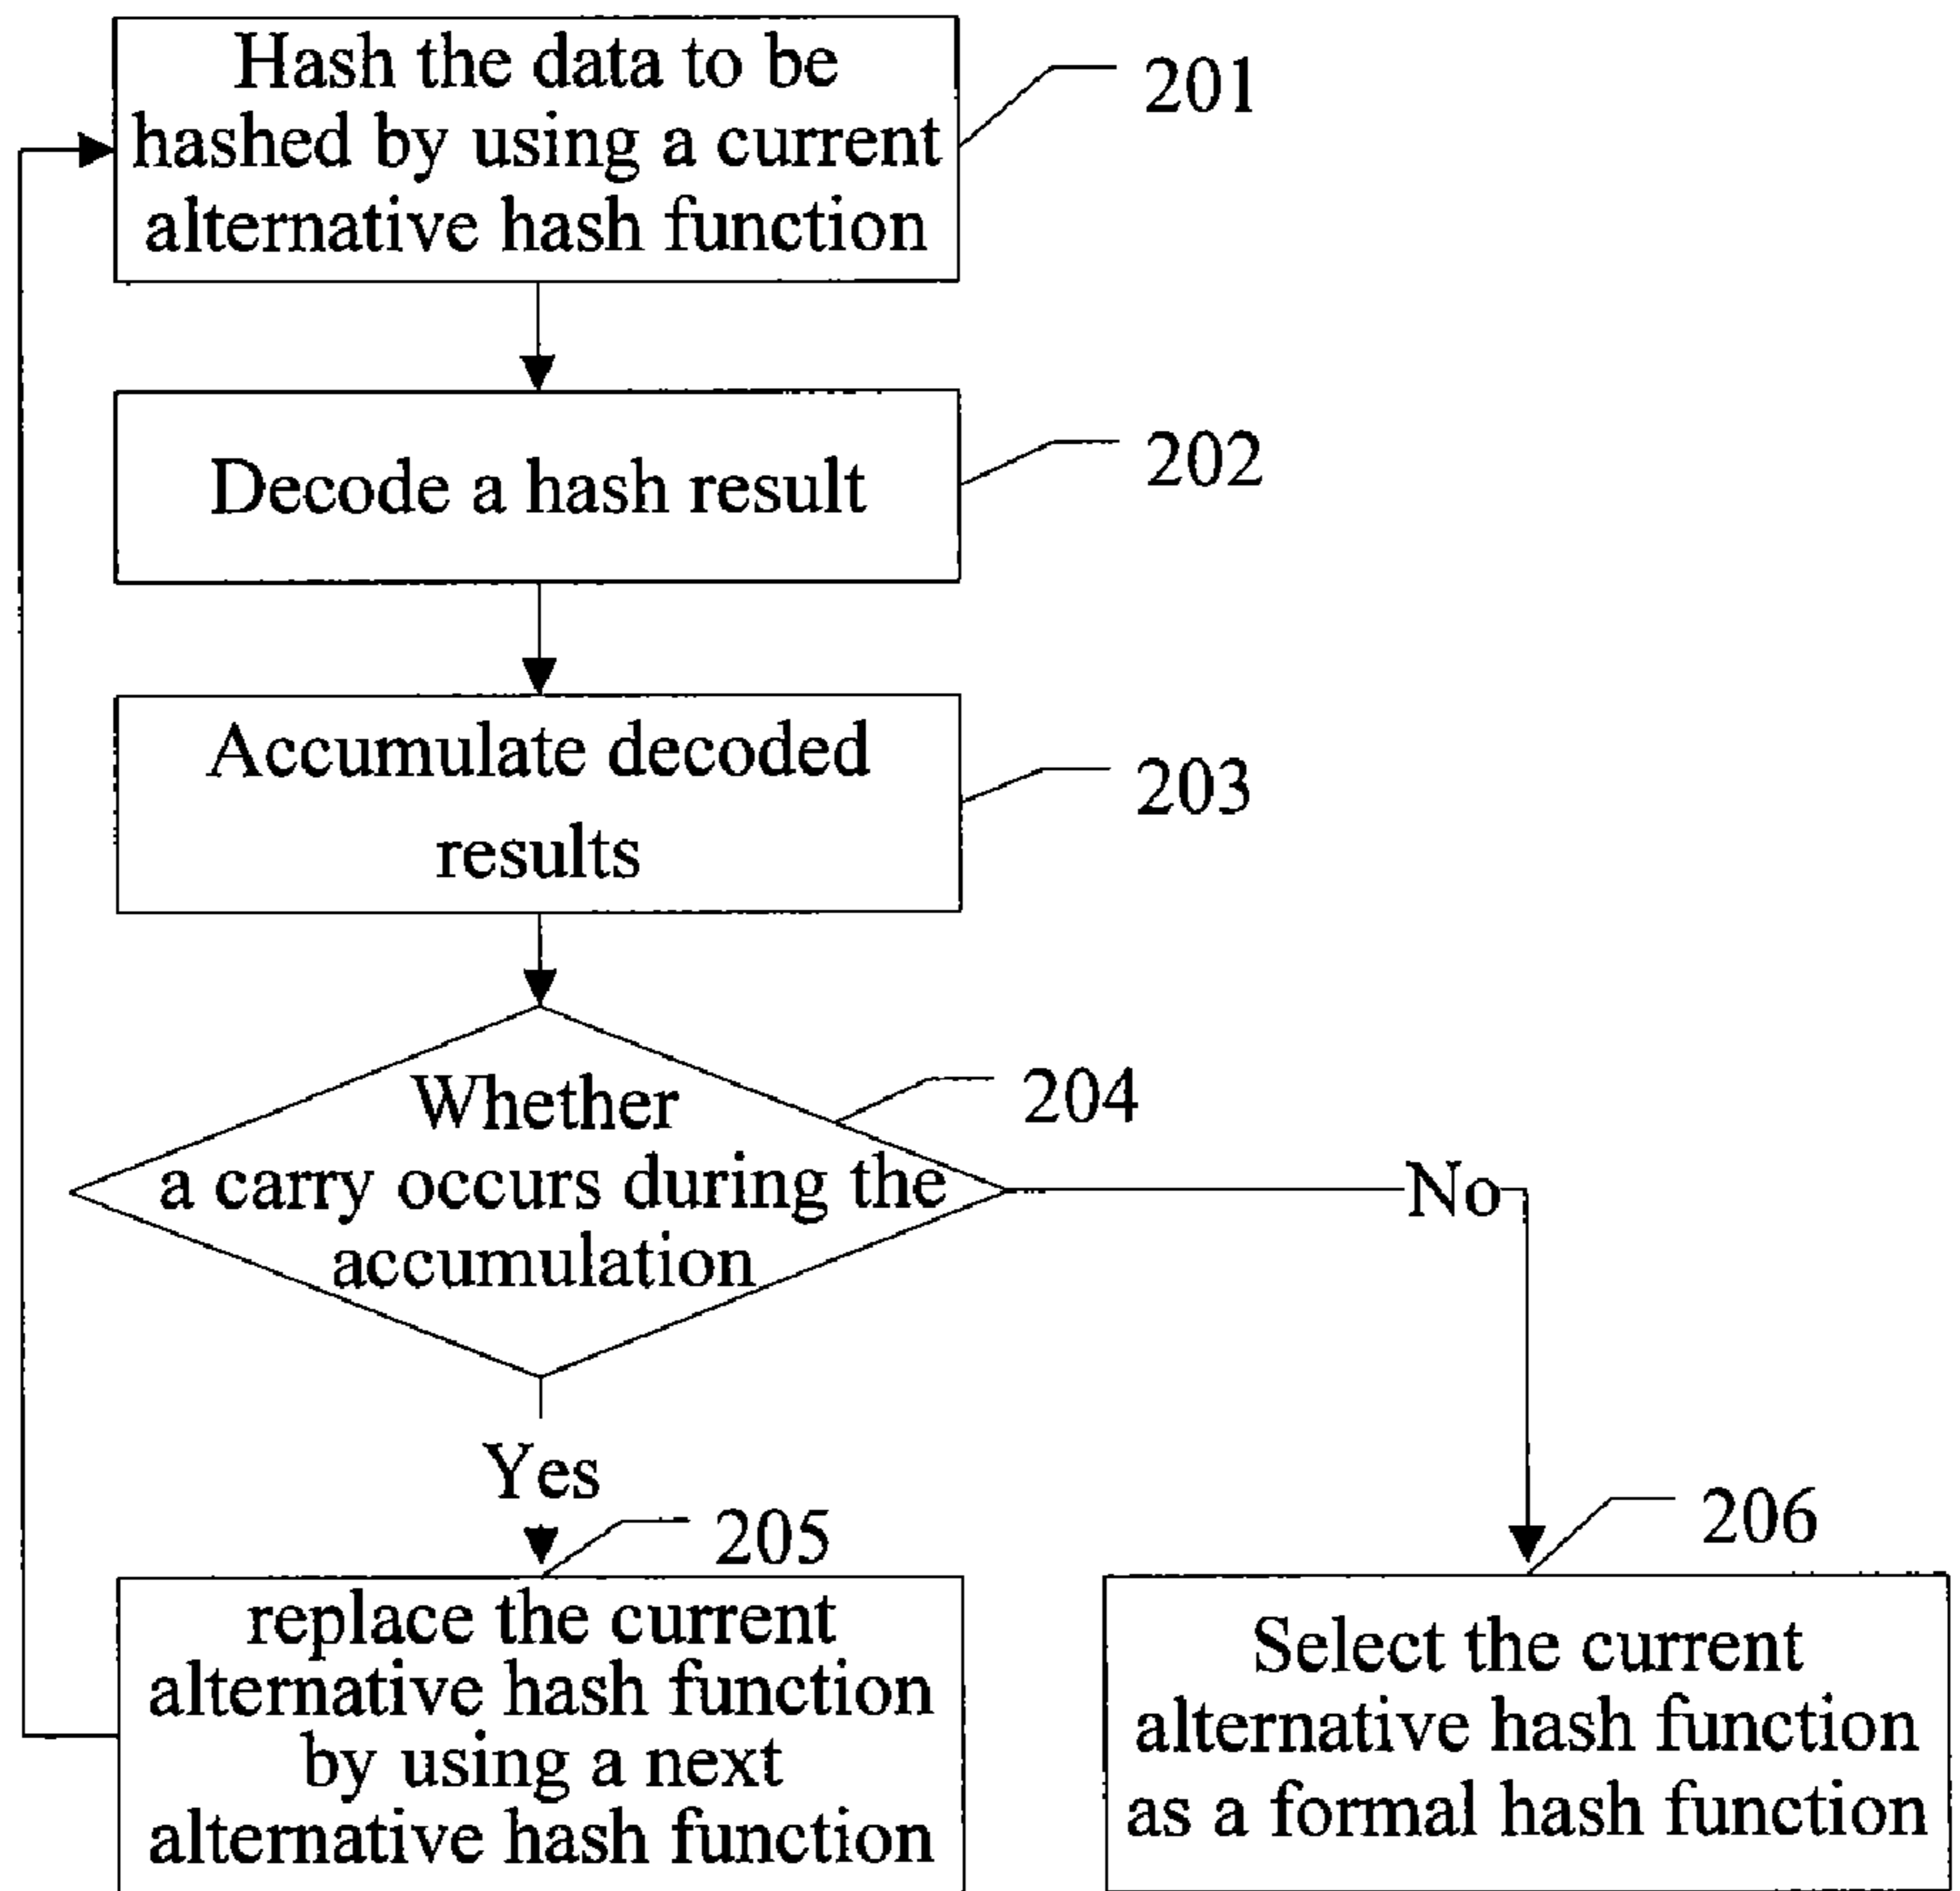 Hash the data to be
hashed by using a current
alternative hash function
201
Decode a hash result
202
Accumulate decoded
results
203
Whether
a carry occurs during the
accumulation
204
No
Yes
205
replace the current
alternative hash function
by using a next
alternative hash function
206
Select the current
alternative hash function
as a formal hash function